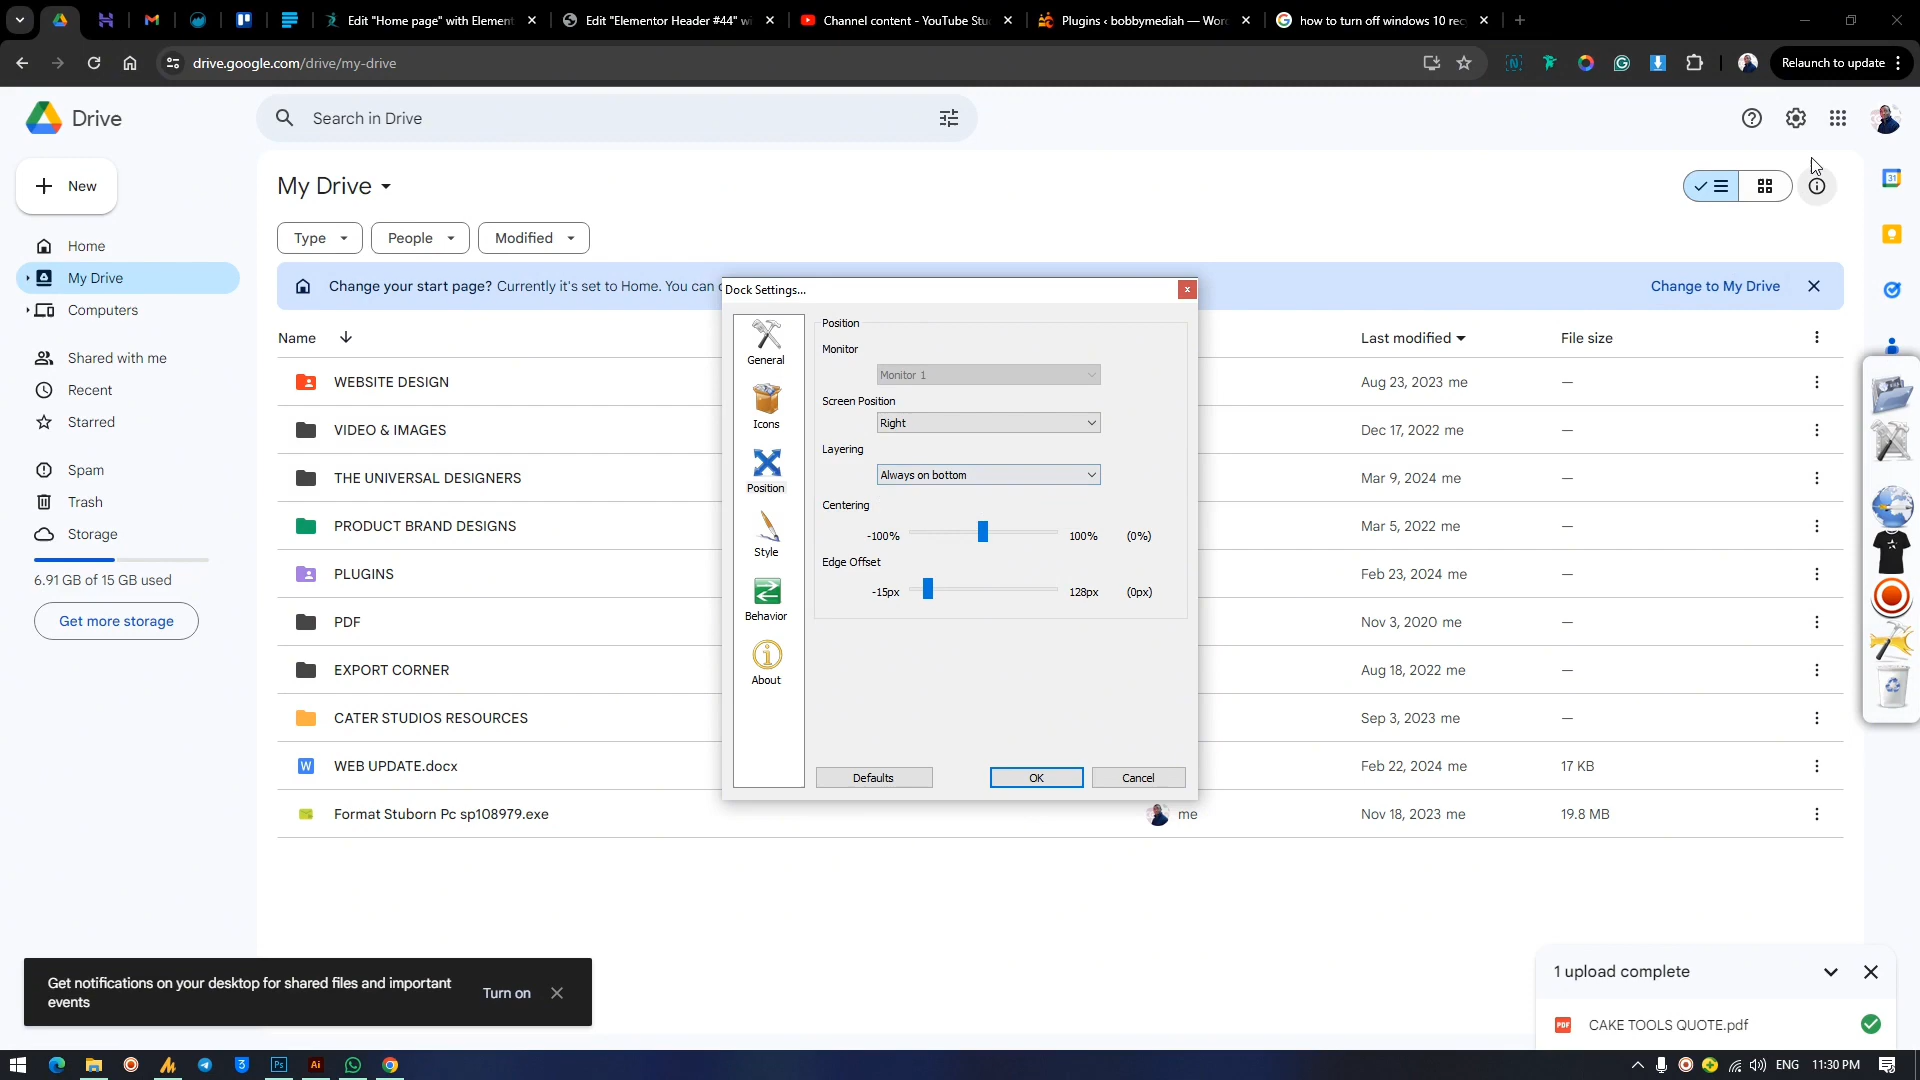 Edit "Home page" with Element
Edit "Elementor Header #44" wi
Channel content - YouTube Stu
Plugins ‹ bobbymediah — Wor
how to turn off windows 10 rec
drive.google.com/drive/my-drive
Relaunch to update
Drive
Search in Drive
New
My Drive
31
Type
People
Modified
Home
My Drive
Computers
Shared with me
Recent
Starred
Spam
Trash
Storage
6.91 GB of 15 GB used
Get more storage
Change your start page? Currently it's set to Home. You can c
Change to My Drive
Name
Last modified
File size
WEBSITE DESIGN
Aug 23, 2023 me
—
VIDEO & IMAGES
Dec 17, 2022 me
—
THE UNIVERSAL DESIGNERS
Mar 9, 2024 me
—
PRODUCT BRAND DESIGNS
Mar 5, 2022 me
—
PLUGINS
Feb 23, 2024 me
—
PDF
Nov 3, 2020 me
—
EXPORT CORNER
Aug 18, 2022 me
—
CATER STUDIOS RESOURCES
Sep 3, 2023 me
—
W
WEB UPDATE.docx
Feb 22, 2024 me
17 KB
Format Stuborn Pc sp108979.exe
me
Nov 18, 2023 me
19.8 MB
Dock Settings...
General
Icons
Position
Style
Behavior
About
Position
Monitor
Monitor 1
Screen Position
Right
Layering
Always on bottom
Centering
-100%
100%
(0%)
Edge Offset
-15px
128px
(0px)
Defaults
OK
Cancel
Get notifications on your desktop for shared files and important
events
Turn on
1 upload complete
PDF
CAKE TOOLS QUOTE.pdf
Ps
Ai
ENG
11:30 PM